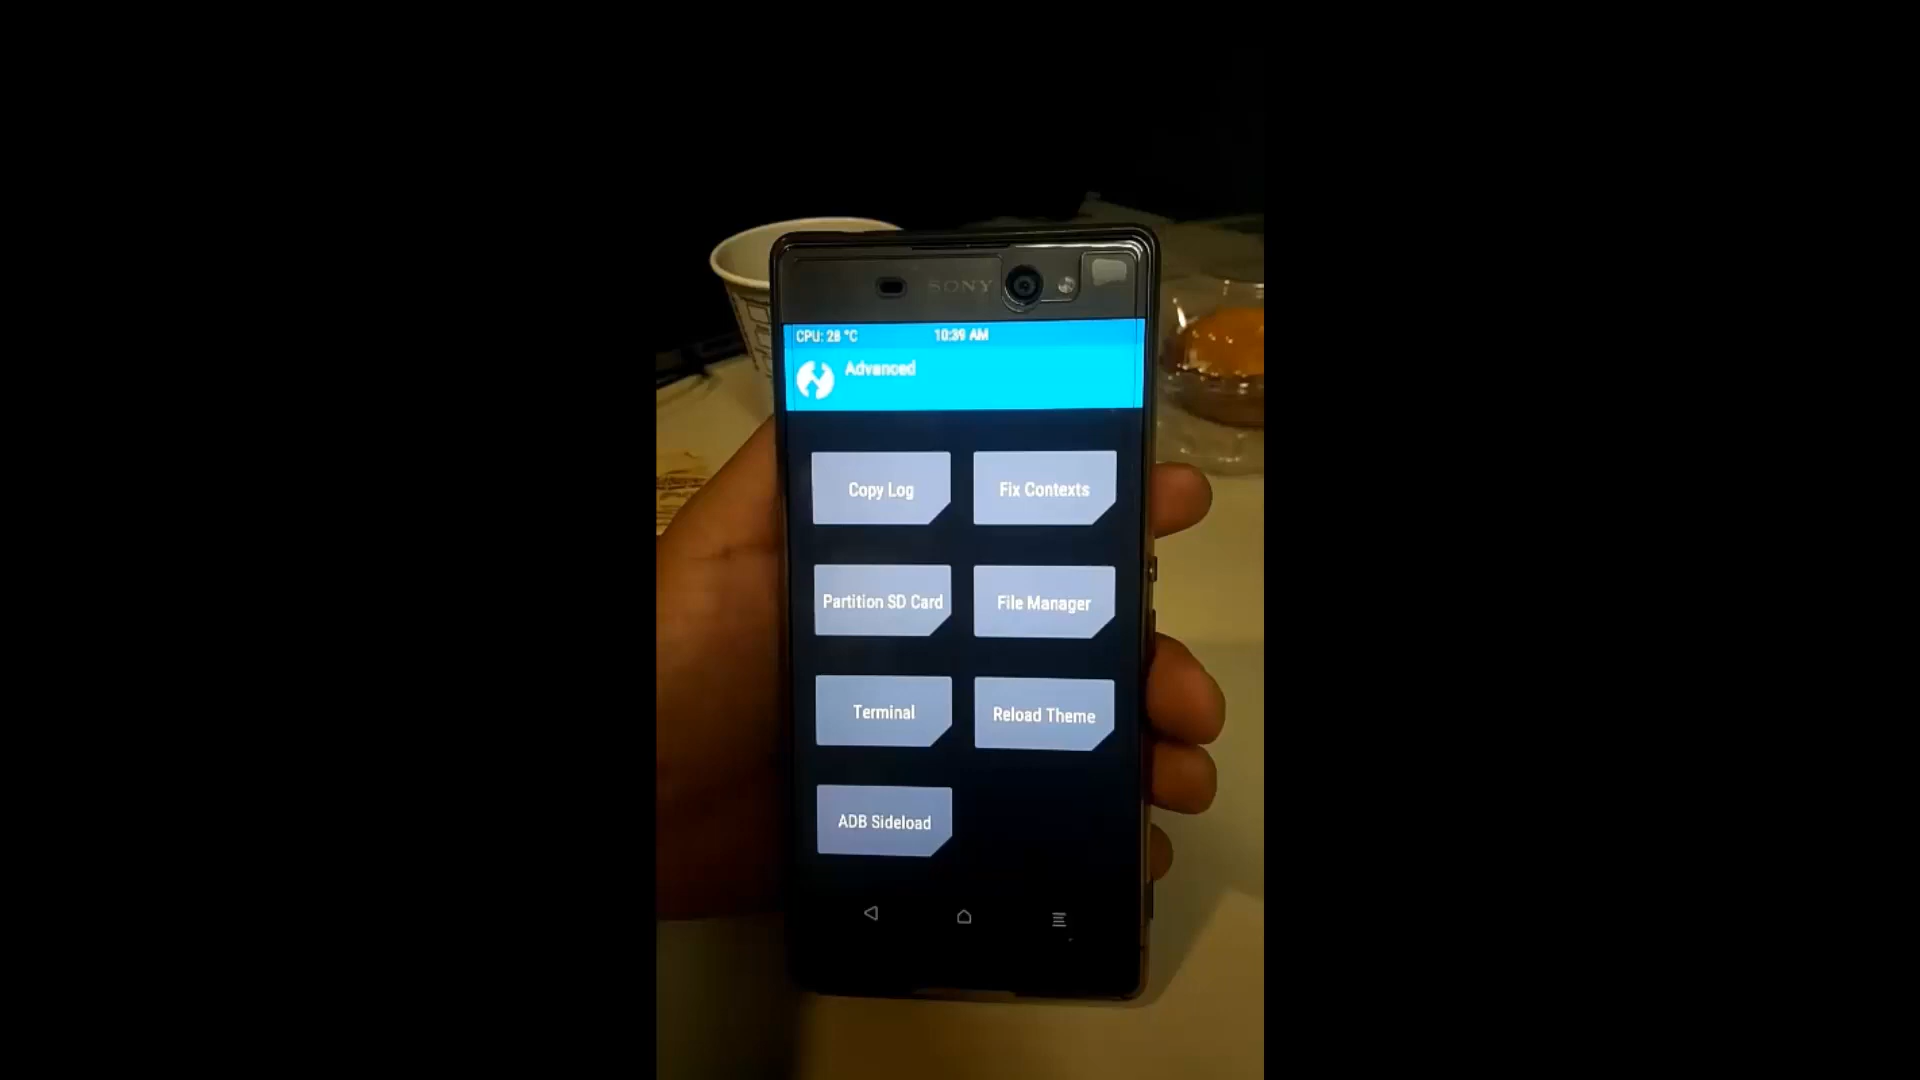 SONY
CPU: 28 °C 10:39 AM
Advanced
Copy Log Fix Contexts
Partition SD Card File Manager
Terminal Reload Theme
ADB Sideload